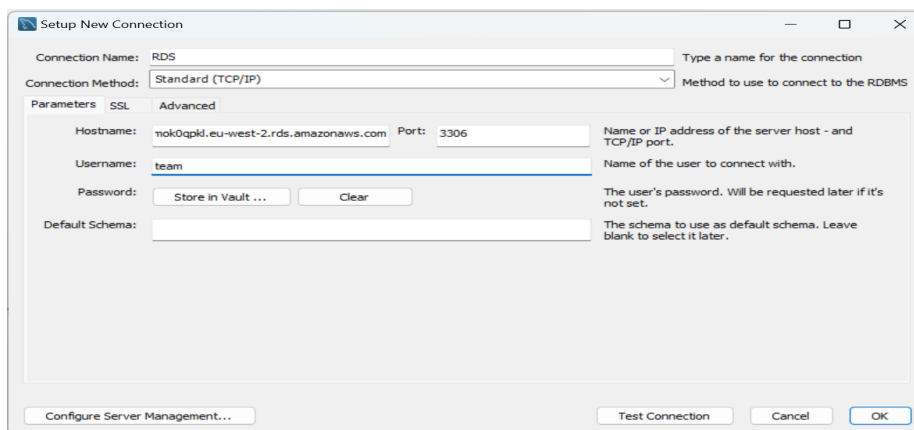 Setup New Connection
Connection Name: RDS Type a name for the connection
Connection Method: Standard (TCP/IP) Method to use to connect to the RDBMS
Parameters SSL Advanced
Hostname: mok0qpkl.eu-west-2.rds.amazonaws.com Port: 3306 Name or IP address of the server host - and
TCP/IP port.
Username: team Name of the user to connect with.
Password: Store in Vault ... Clear The user's password. Will be requested later if it's
not set.
Default Schema: The schema to use as default schema. Leave
blank to select it later.
Configure Server Management... Test Connection Cancel OK